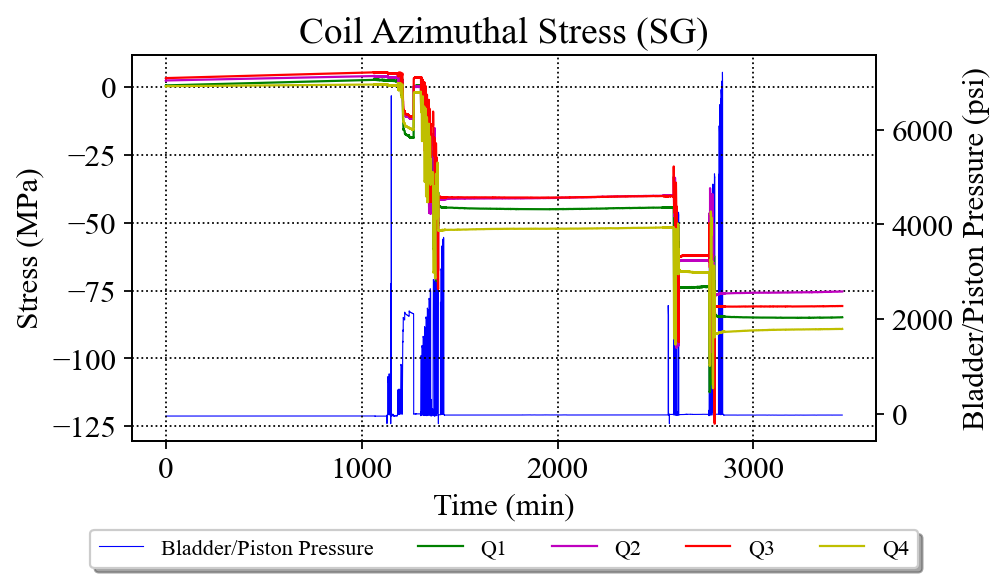 Coil Azimuthal Stress (SG)
Stress (MPa)
0
−25
−50
−75
−100
−125
6000
4000
2000
0
Bladder/Piston Pressure (psi)
0 1000 2000 3000
Time (min)
Bladder/Piston Pressure Q1 Q2 Q3 Q4